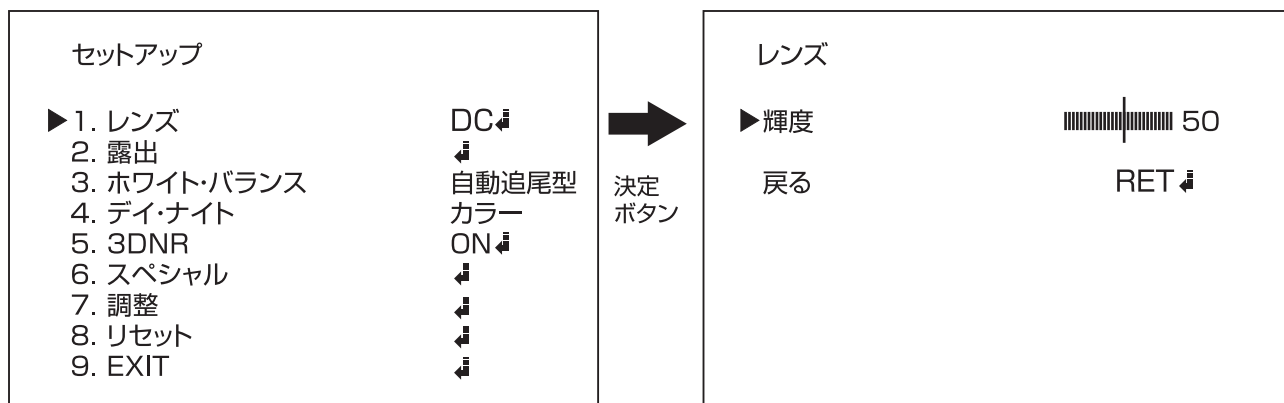 セットアップ
▶1. レンズ DC↲
2. 露出 ↲
3. ホワイト・バランス 自動追尾型
4. デイ・ナイト カラー
5. 3DNR ON↲
6. スペシャル ↲
7. 調整 ↲
8. リセット ↲
9. EXIT ↲
決定
ボタン
レンズ
▶輝度 50
戻る RET↲